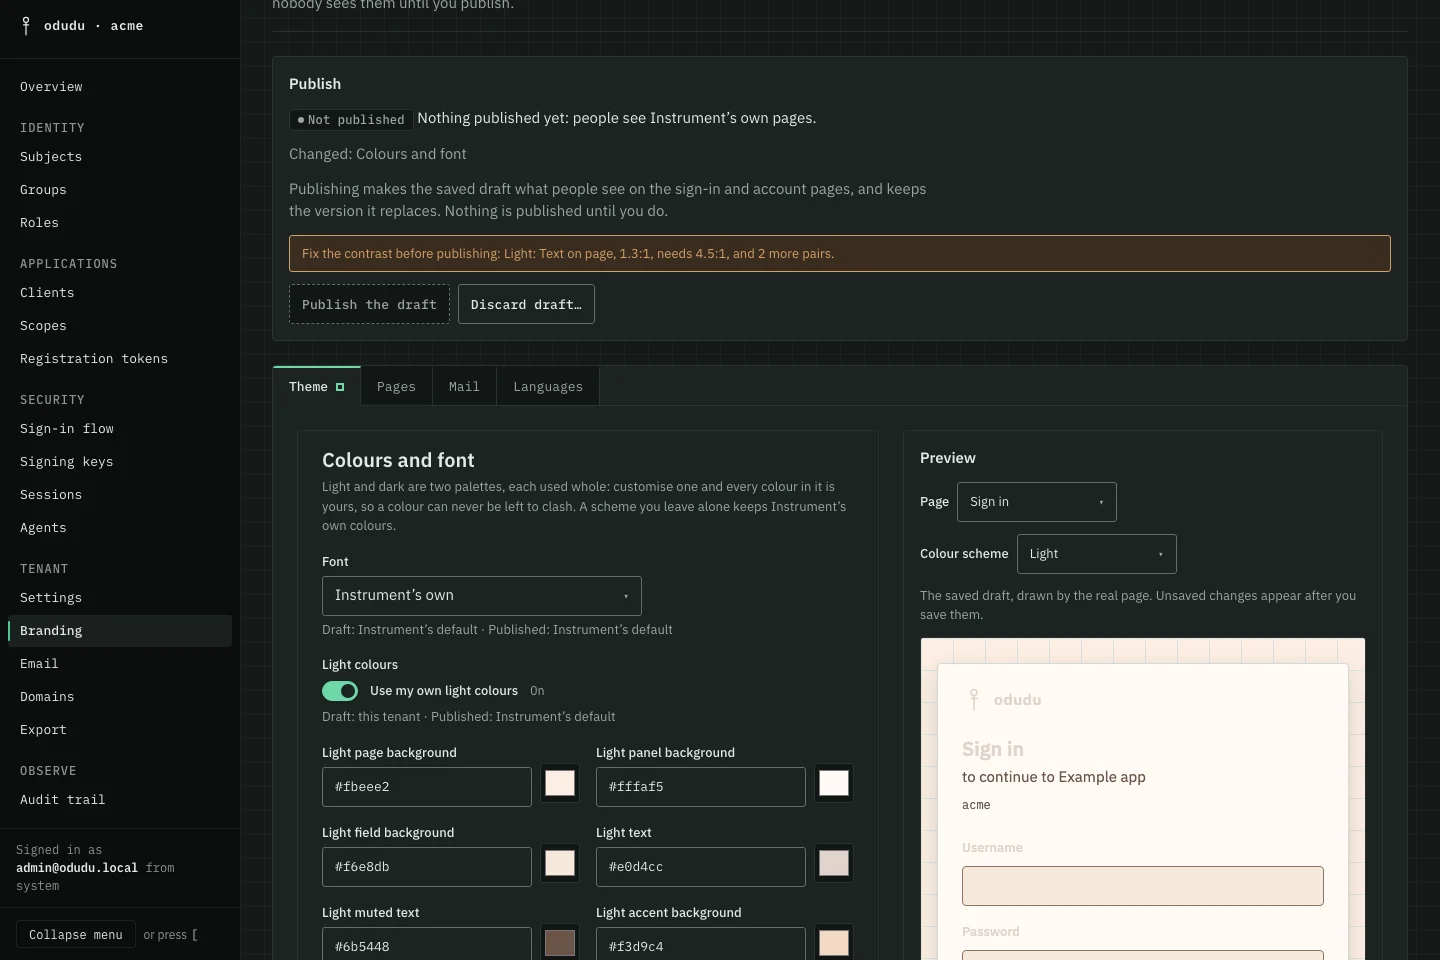 odudu · acme
nobody sees them until you publish.
Overview
IDENTITY
Subjects
Groups
Roles
APPLICATIONS
Clients
Scopes
Registration tokens
SECURITY
Sign-in flow
Signing keys
Sessions
Agents
TENANT
Settings
Branding
Email
Domains
Export
OBSERVE
Audit trail
Signed in as
admin@odudu.local from
system
Collapse menu or press [
Publish
Not published Nothing published yet: people see Instrument’s own pages.
Changed: Colours and font
Publishing makes the saved draft what people see on the sign-in and account pages, and keeps
the version it replaces. Nothing is published until you do.
Fix the contrast before publishing: Light: Text on page, 1.3:1, needs 4.5:1, and 2 more pairs.
Publish the draft Discard draft…
Theme Pages Mail Languages
Colours and font
Light and dark are two palettes, each used whole: customise one and every colour in it is
yours, so a colour can never be left to clash. A scheme you leave alone keeps Instrument’s
own colours.
Font
Instrument’s own
Draft: Instrument’s default · Published: Instrument’s default
Light colours
Use my own light colours On
Draft: this tenant · Published: Instrument’s default
Light page background Light panel background
#fbeee2 #fffaf5
Light field background Light text
#f6e8db #e0d4cc
Light muted text Light accent background
#6b5448 #f3d9c4
Preview
Page Sign in
Colour scheme Light
The saved draft, drawn by the real page. Unsaved changes appear after you
save them.
odudu
Sign in
to continue to Example app
acme
Username
Password